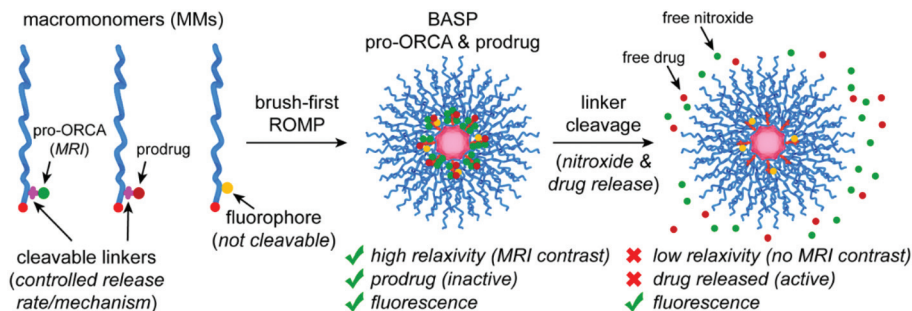 macromonomers (MMs)
pro-ORCA
(MRI)
prodrug
fluorophore
(not cleavable)
cleavable linkers
(controlled release
rate/mechanism)
brush-first
ROMP
BASP
pro-ORCA & prodrug
high relaxivity (MRI contrast)
prodrug (inactive)
fluorescence
linker
cleavage
(nitroxide &
drug release)
free nitroxide
free drug
low relaxivity (no MRI contrast)
drug released (active)
fluorescence